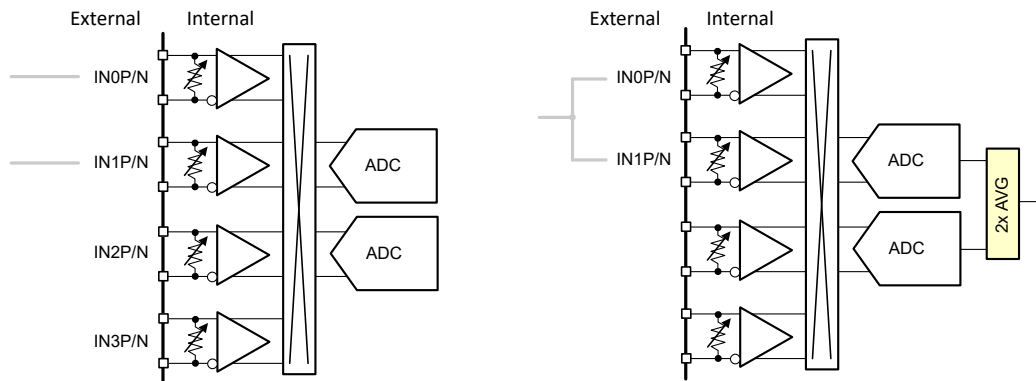 External Internal
IN0P/N
IN1P/N
ADC
IN2P/N
ADC
IN3P/N
External Internal
IN0P/N
IN1P/N
ADC
ADC
2x AVG